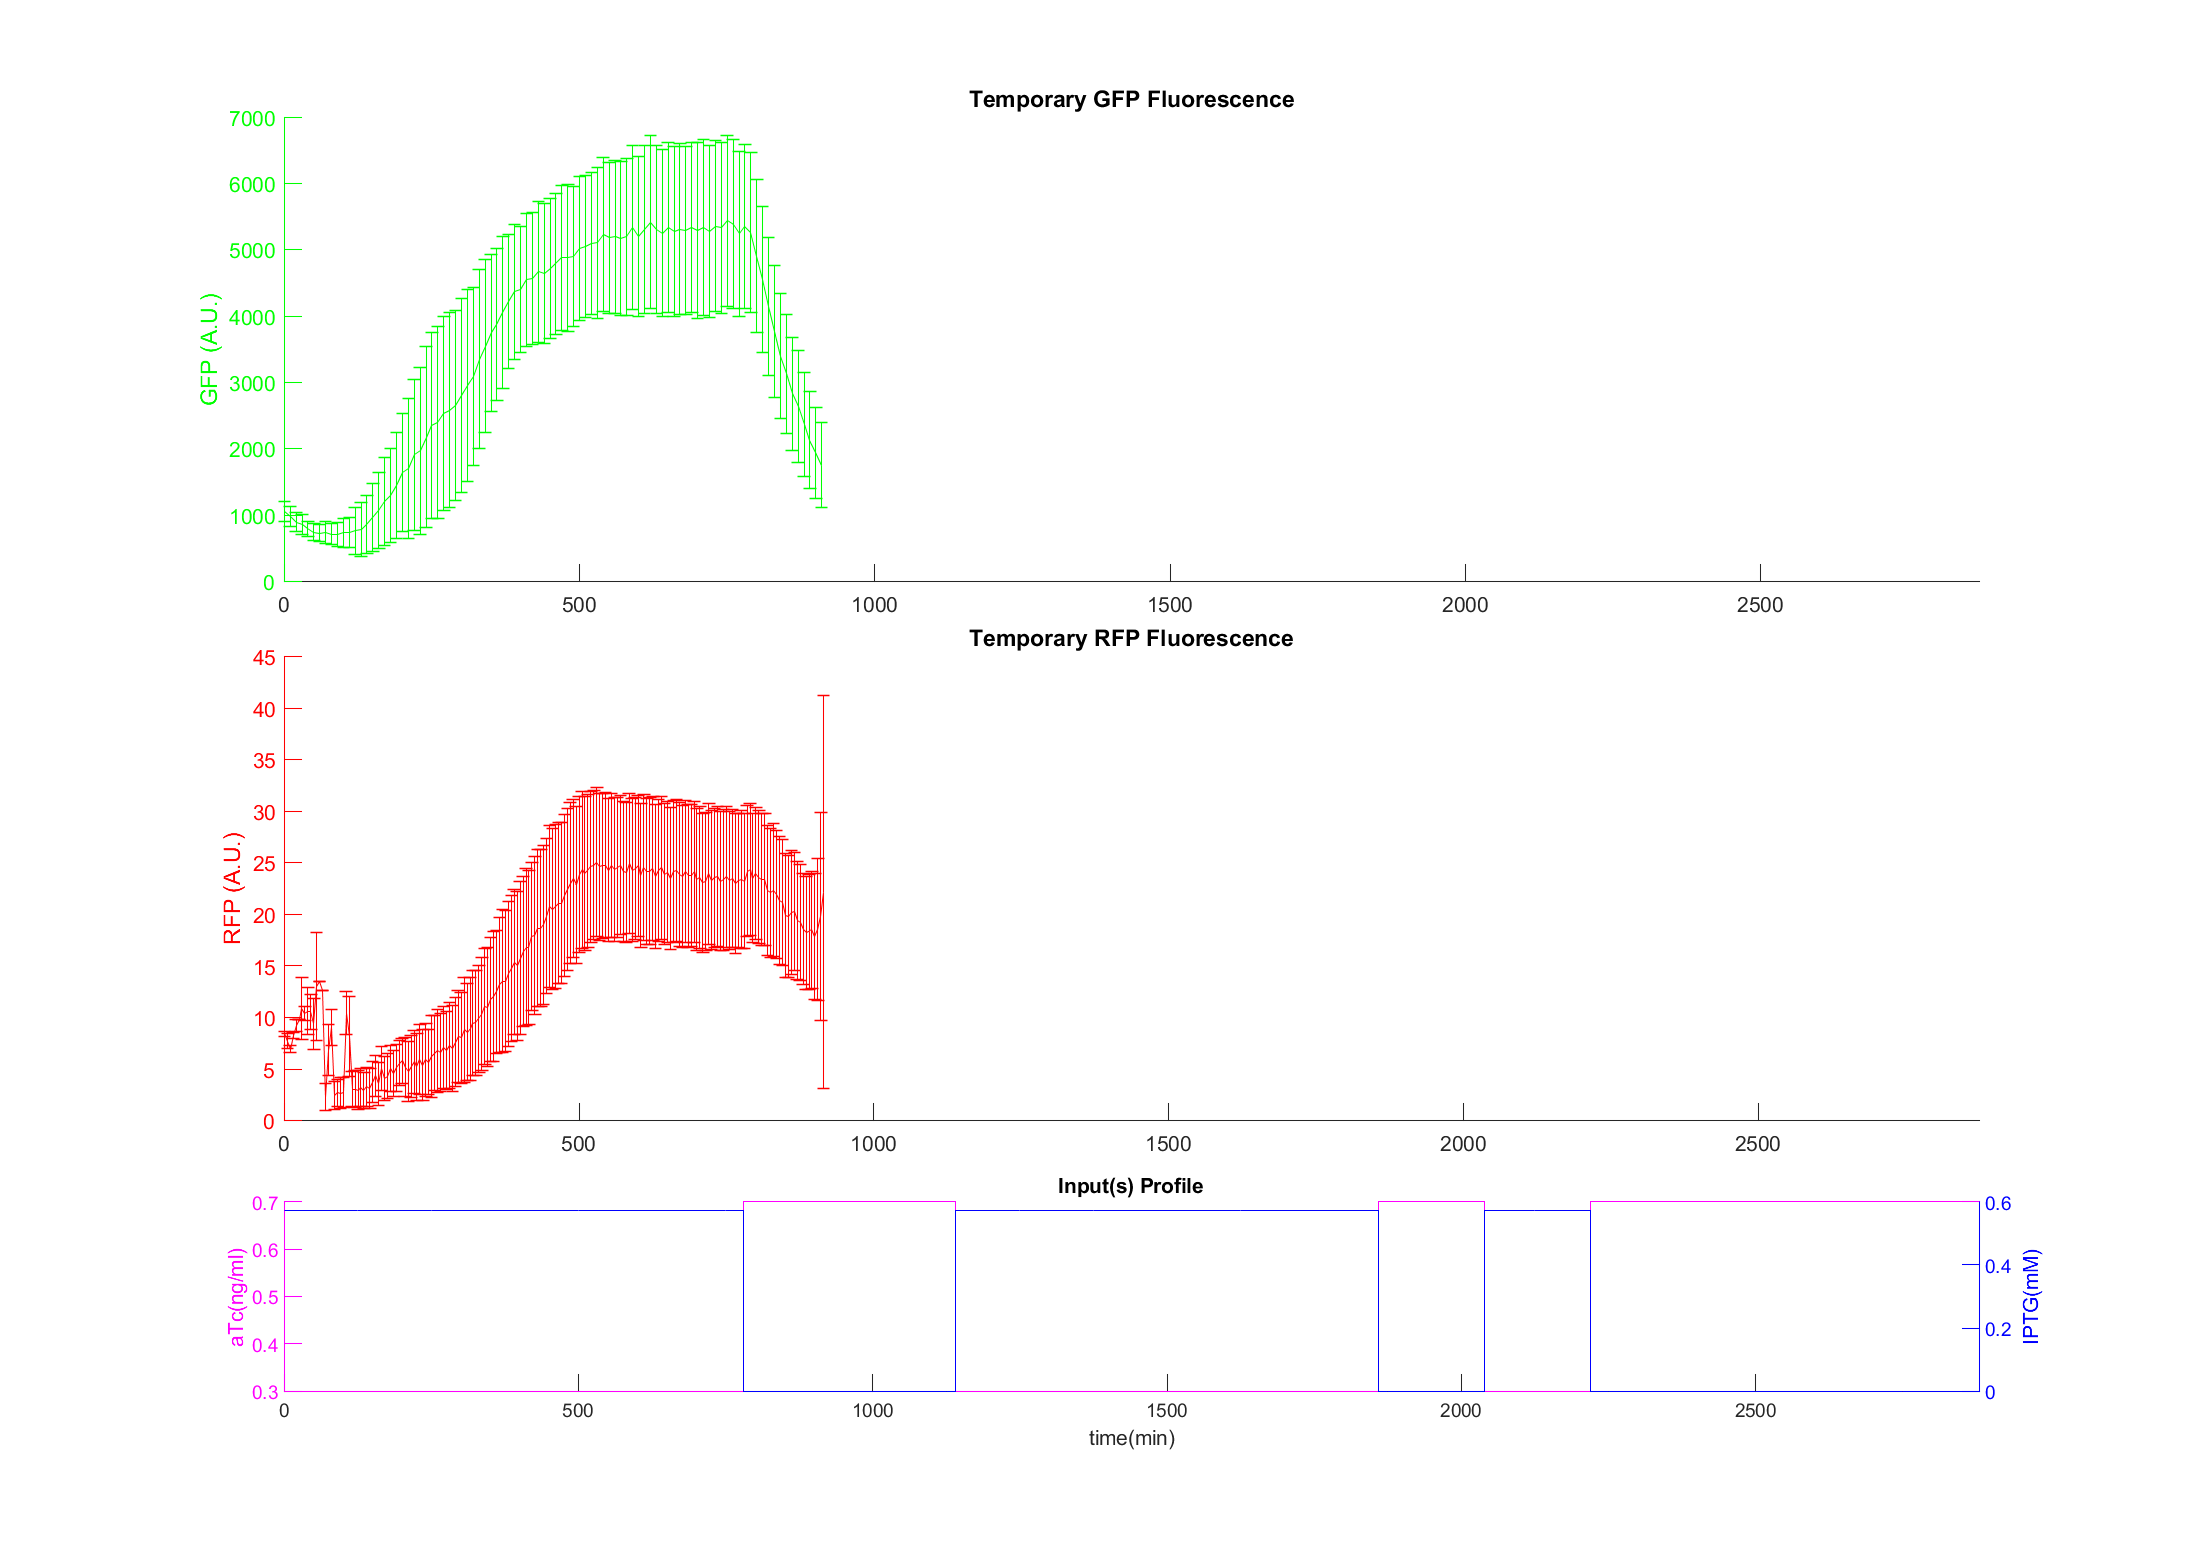 Temporary GFP Fluorescence
7000
6000
5000
4000
3000
2000
1000
0
GFP (A.U.)
0 500 1000 1500 2000 2500
Temporary RFP Fluorescence
45
40
35
30
25
20
15
10
5
0
RFP (A.U.)
0 500 1000 1500 2000 2500
Input(s) Profile
0.7
0.6
0.5
0.4
0.3
aTc(ng/ml)
0.6
0.4
0.2
0
IPTG(mM)
0 500 1000 1500 2000 2500
time(min)